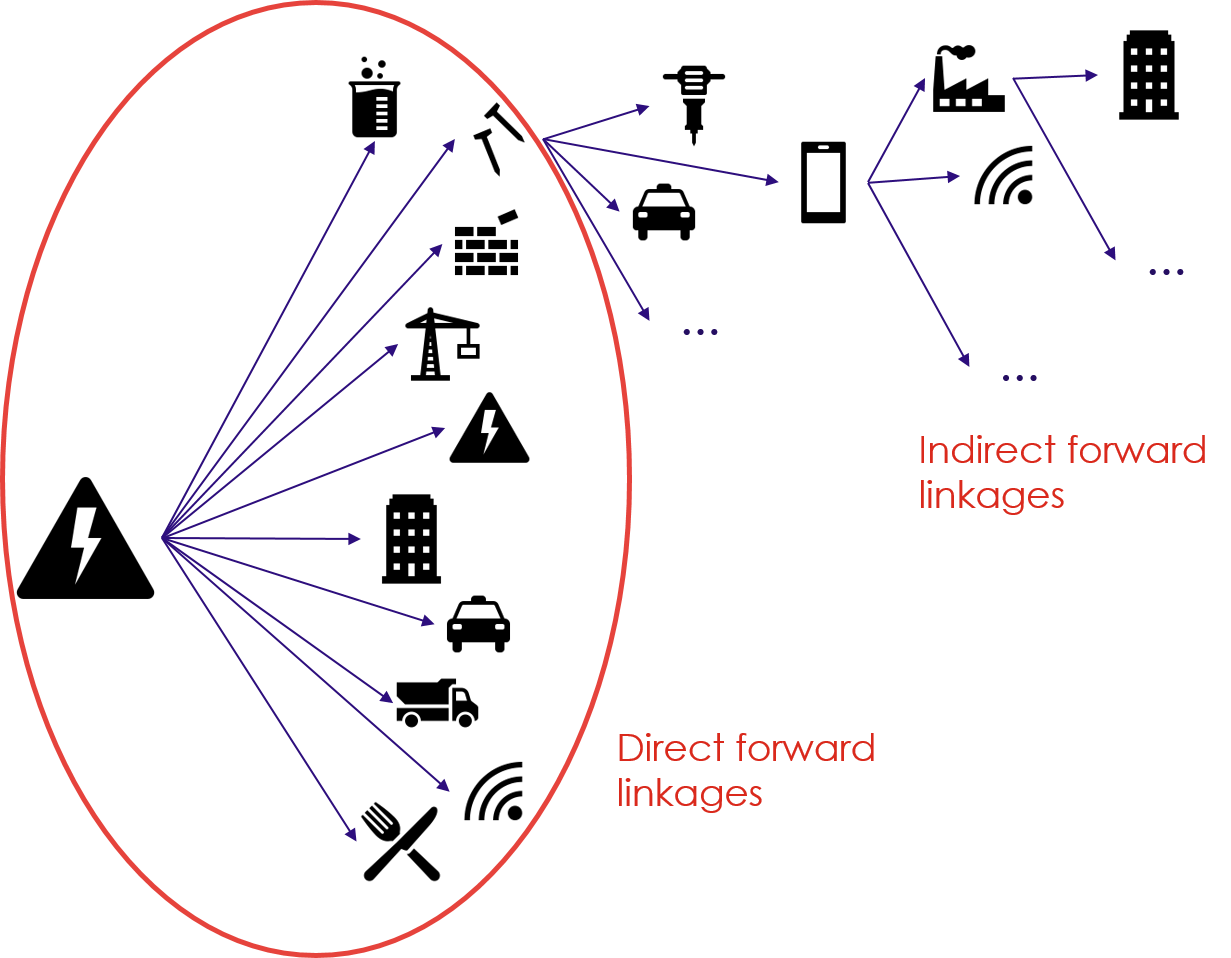 ...
...
...
Indirect forward
linkages
Direct forward
linkages